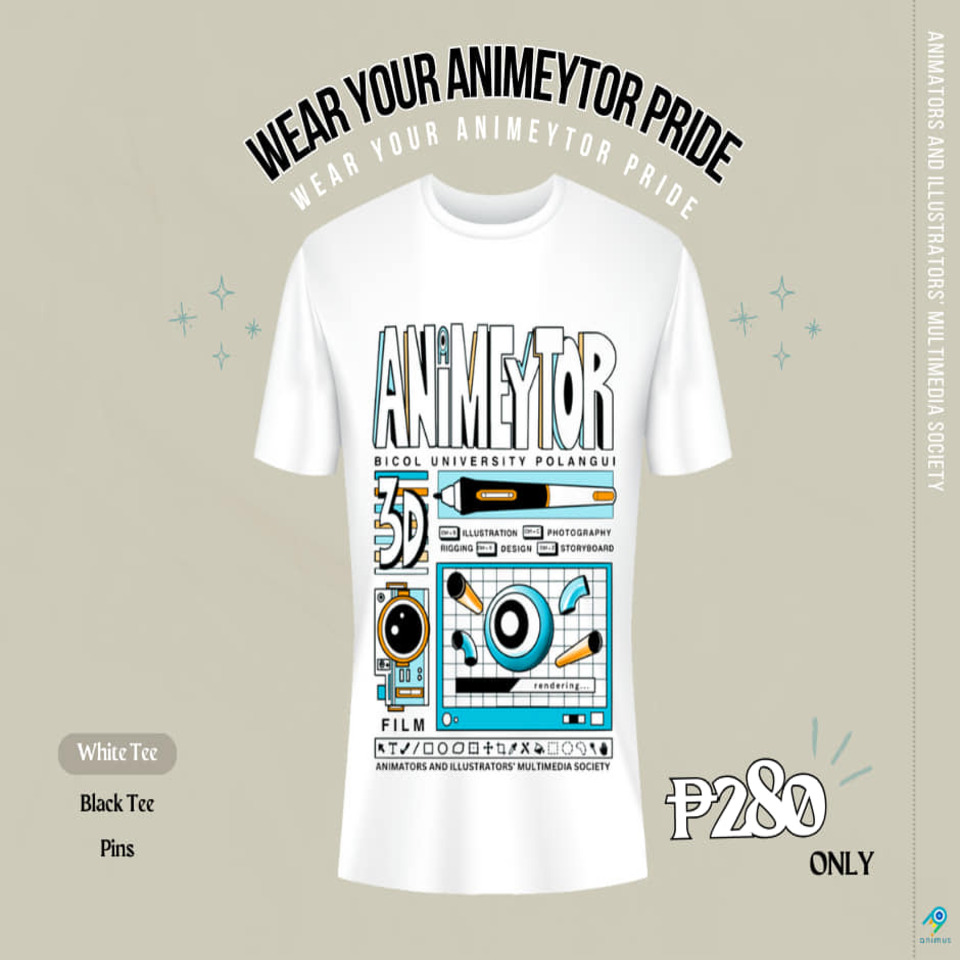 WEAR YOUR ANIMEYTOR PRIDE
WEAR YOUR ANIMEYTOR PRIDE
ANIMATORS AND ILLUSTRATORS' MULTIMEDIA SOCIETY
ANiMEYTOR
BICOL UNIVERSITY POLANGUI
3D
ILLUSTRATION PHOTOGRAPHY
RIGGING DESIGN STORYBOARD
rendering...
FILM
ANIMATORS AND ILLUSTRATORS' MULTIMEDIA SOCIETY
White Tee
Black Tee
Pins
₱280
ONLY
animus